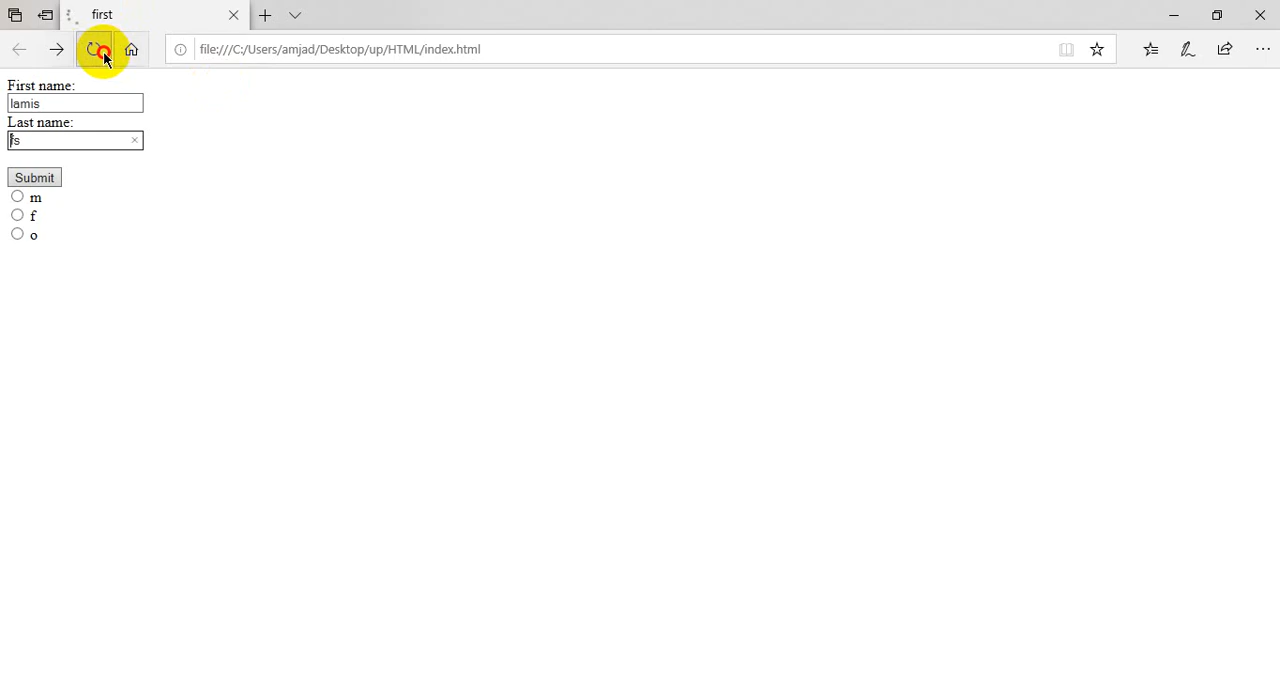 first
file:///C:/Users/amjad/Desktop/up/HTML/index.html
First name:
lamis
Last name:
fs
Submit
m
f
o